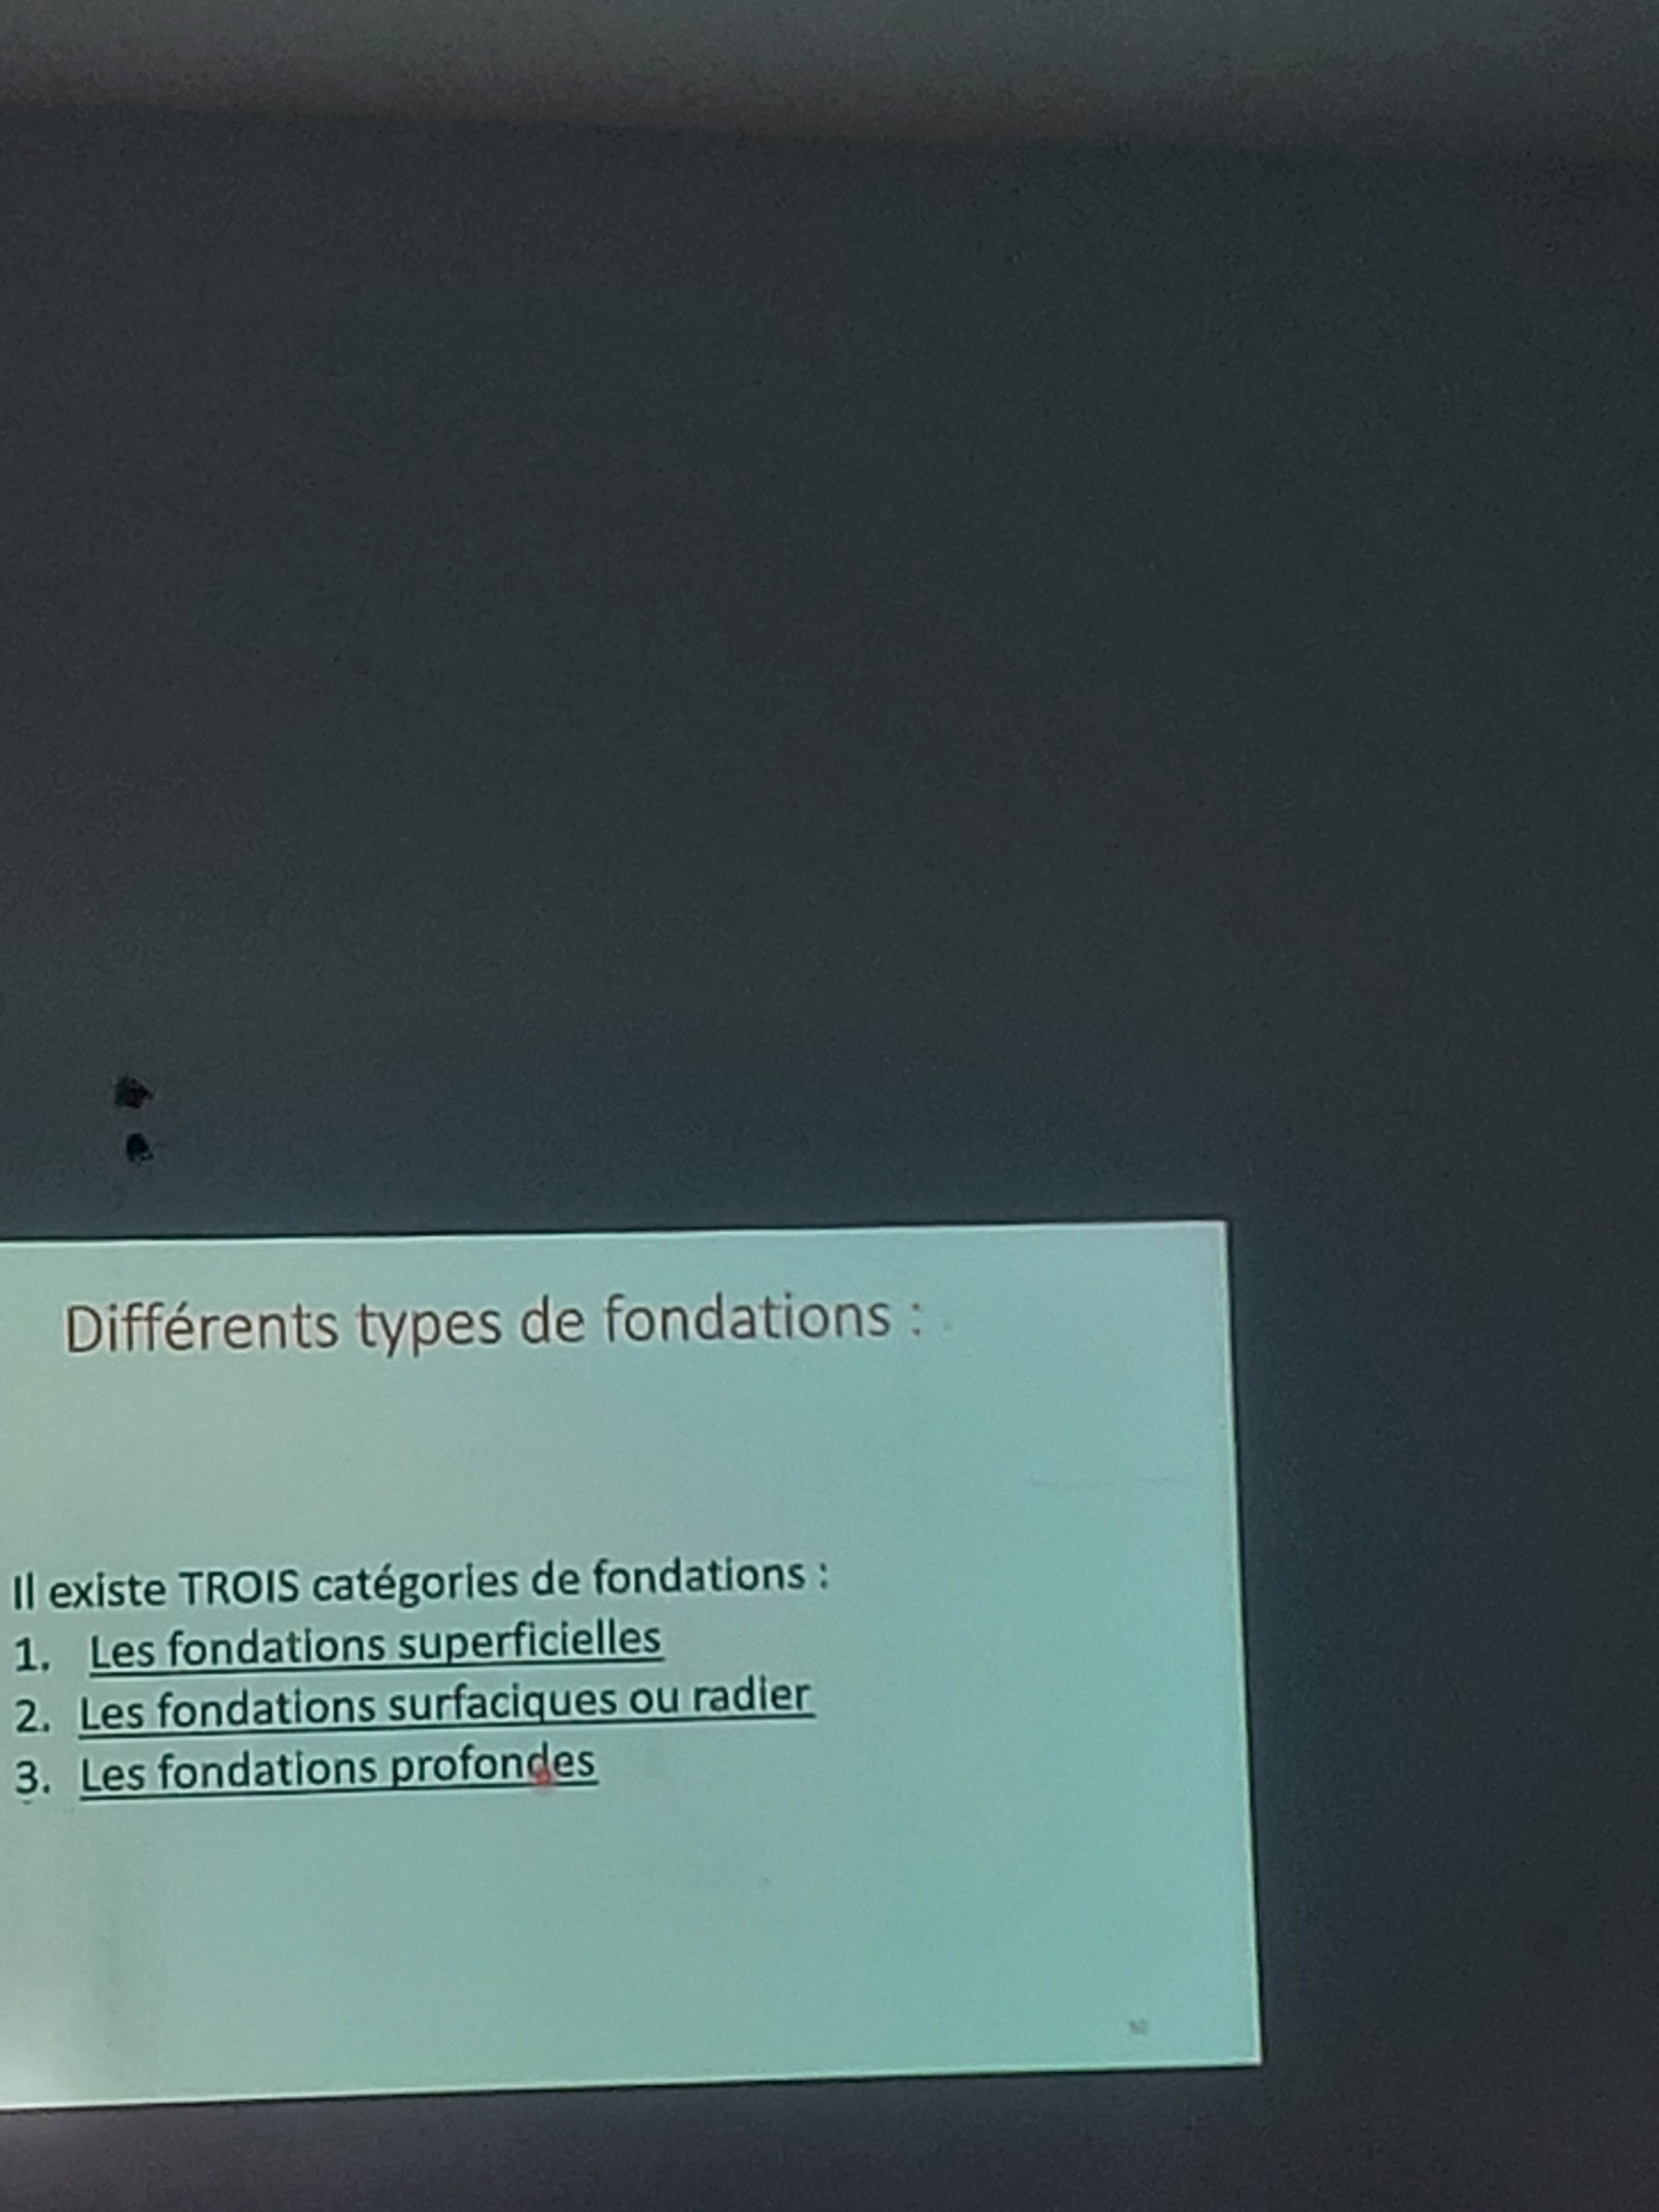 Différents types de fondations :
Il existe TROIS catégories de fondations :
1. Les fondations superficielles
2. Les fondations surfaciques ou radier
3. Les fondations profondes